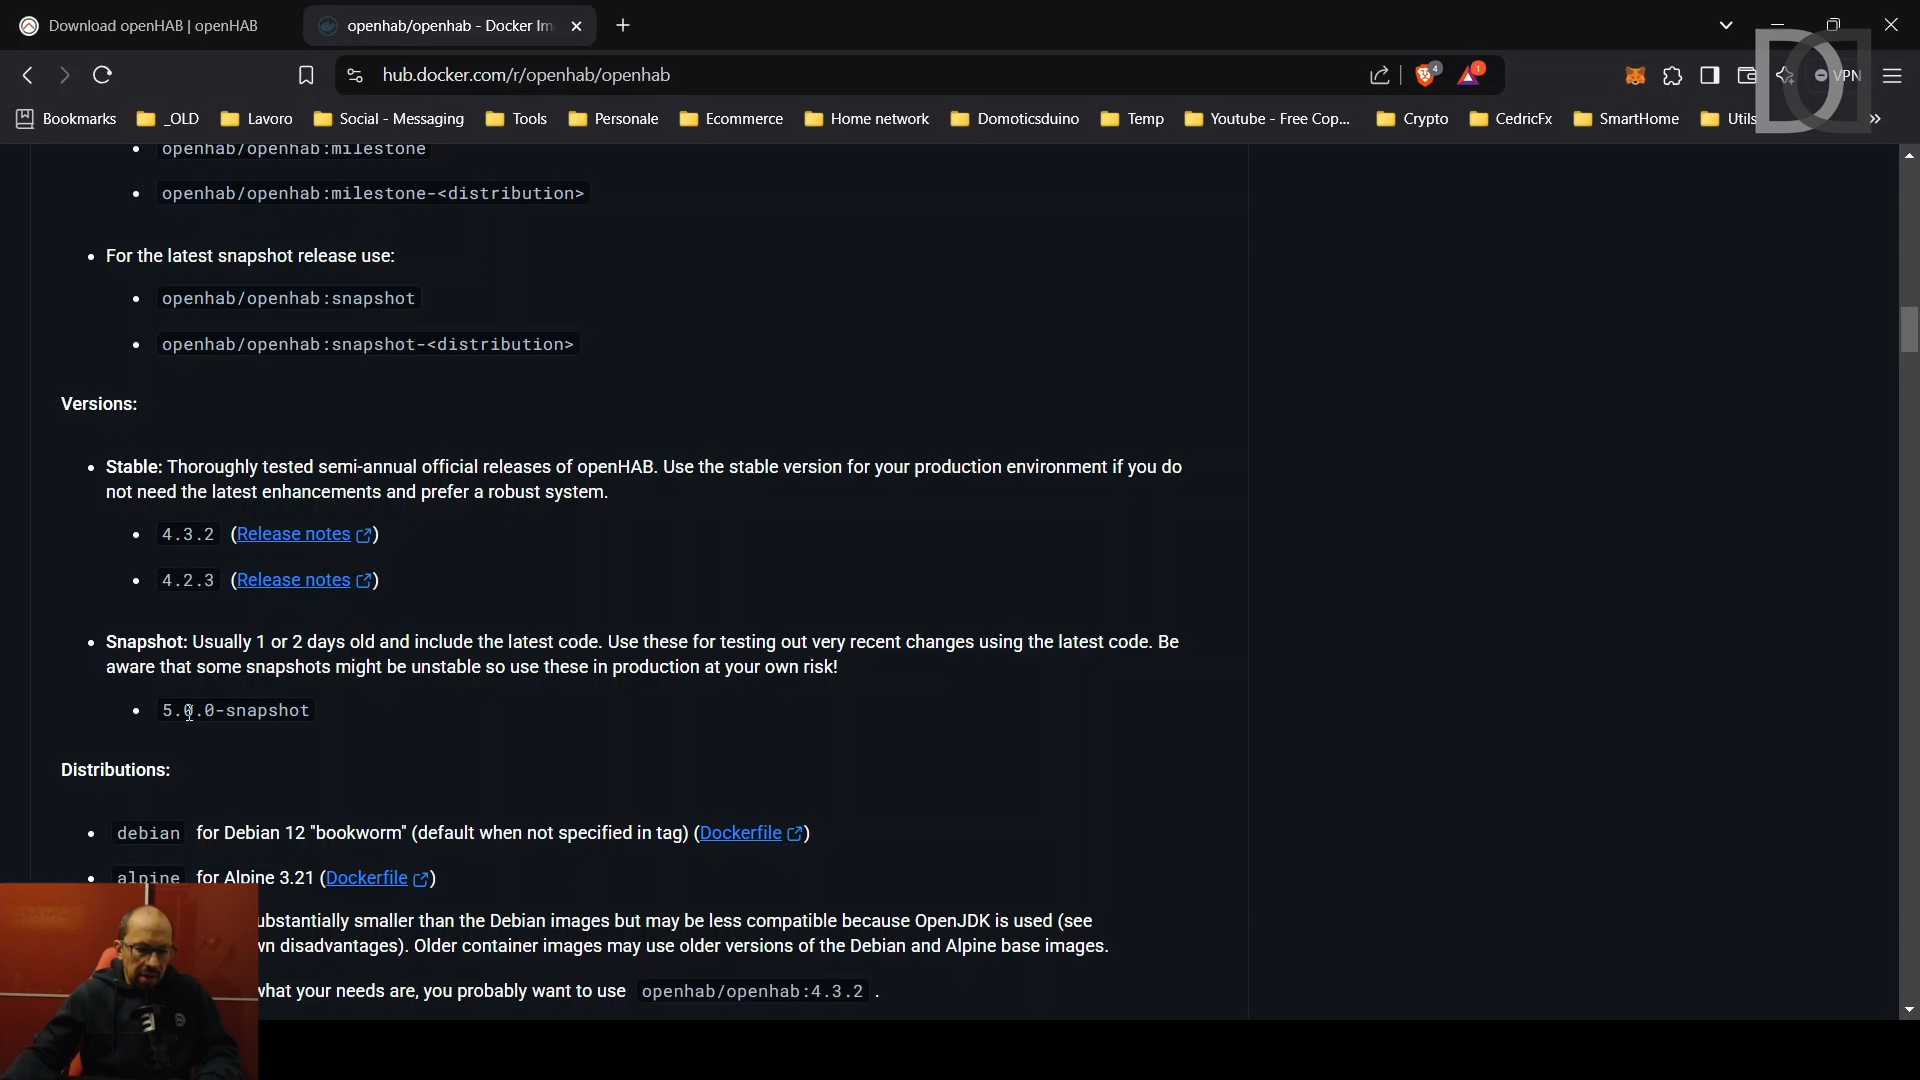 Download openHAB | openHAB
openhab/openhab - Docker Im
hub.docker.com/r/openhab/openhab
4
1
VPN
Bookmarks
_OLD
Lavoro
Social - Messaging
Tools
Personale
Ecommerce
Home network
Domoticsduino
Temp
Youtube - Free Cop...
Crypto
CedricFx
SmartHome
Utils
»
• openhab/openhab:milestone
• openhab/openhab:milestone-<distribution>
• For the latest snapshot release use:
• openhab/openhab:snapshot
• openhab/openhab:snapshot-<distribution>
Versions:
• Stable: Thoroughly tested semi-annual official releases of openHAB. Use the stable version for your production environment if you do
not need the latest enhancements and prefer a robust system.
• 4.3.2 (Release notes)
• 4.2.3 (Release notes)
• Snapshot: Usually 1 or 2 days old and include the latest code. Use these for testing out very recent changes using the latest code. Be
aware that some snapshots might be unstable so use these in production at your own risk!
• 5.0.0-snapshot
Distributions:
• debian for Debian 12 "bookworm" (default when not specified in tag) (Dockerfile)
• alpine for Alpine 3.21 (Dockerfile)
smaller than the Debian images but may be less compatible because OpenJDK is used (see
disadvantages). Older container images may use older versions of the Debian and Alpine base images.
what your needs are, you probably want to use openhab/openhab:4.3.2 .